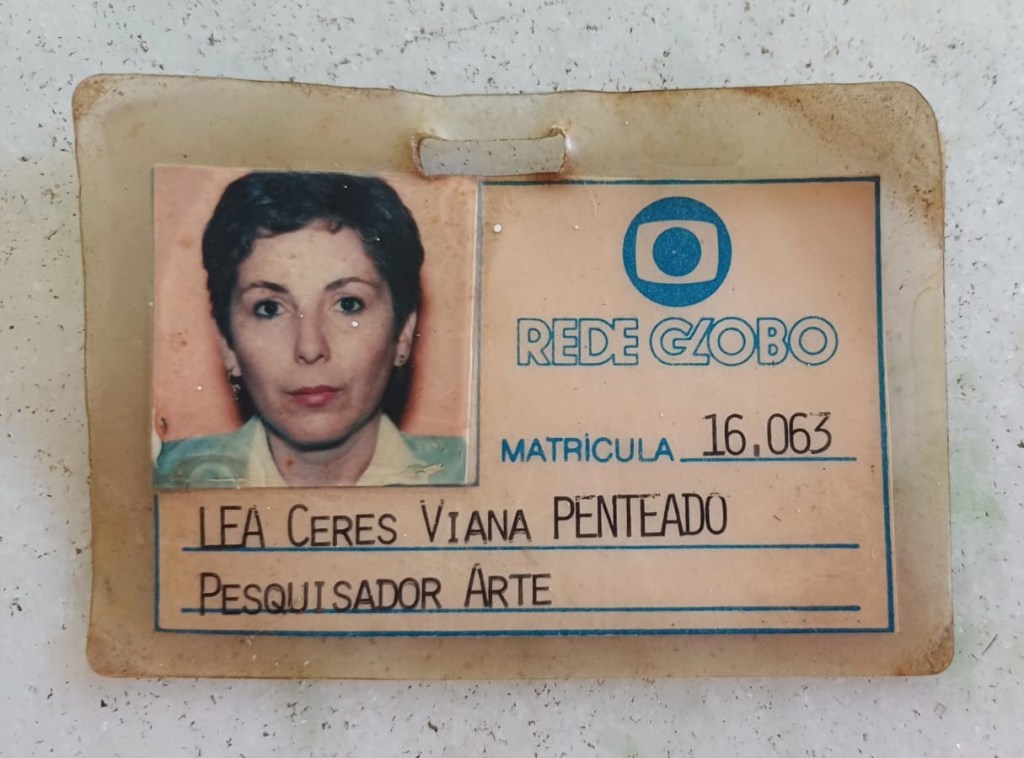 REDE GLOBO
MATRÍCULA 16.063
LEA CERES VIANA PENTEADO
PESQUISADOR ARTE